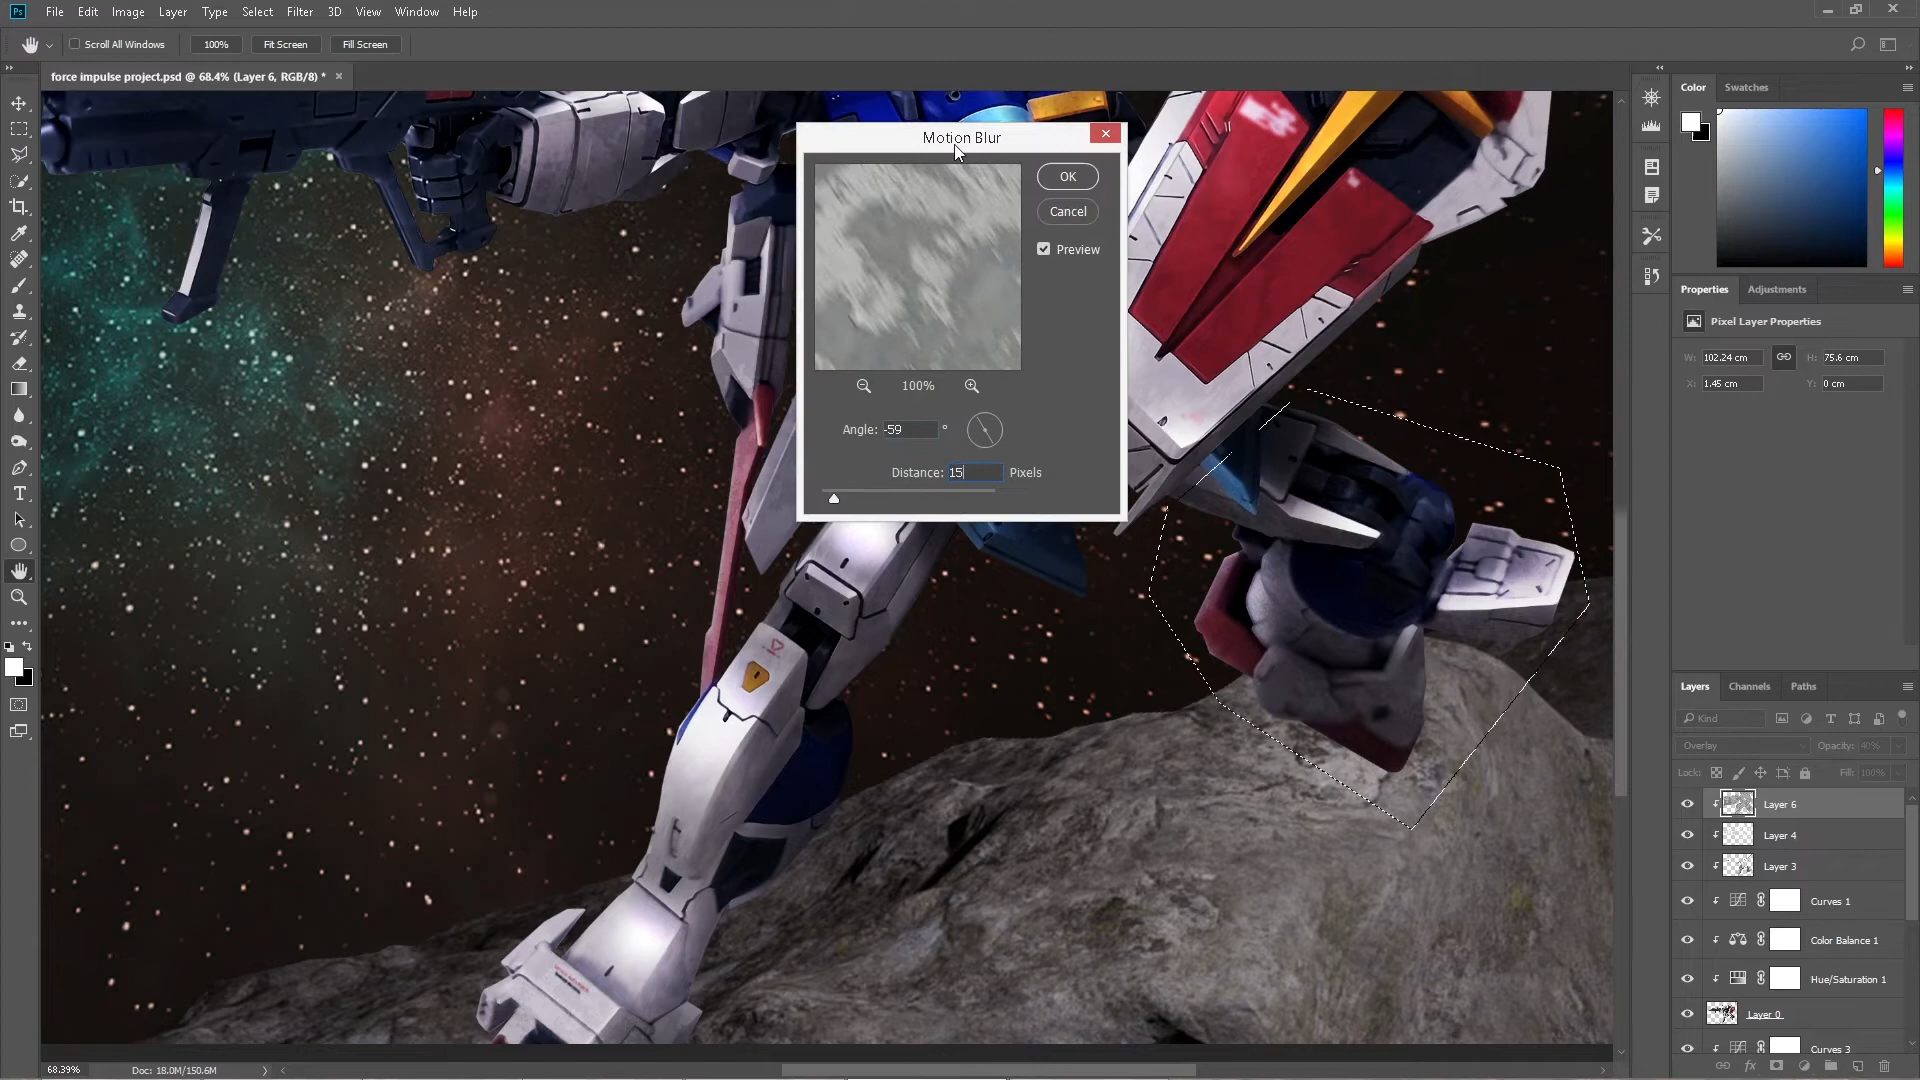 Ps File Edit Image Layer Type Select Filter 3D View Window Help
Scroll All Windows 100% Fit Screen Fill Screen
force impulse project.psd @ 68.4% (Layer 6, RGB/8) *
Motion Blur
OK
Cancel
Preview
100%
Angle: -59 °
Distance: 15 Pixels
Color Swatches
Properties Adjustments
Pixel Layer Properties
W: 102.24 cm H: 75.6 cm
X: 1.45 cm Y: 0 cm
Layers Channels Paths
Kind
Overlay Opacity: 40%
Lock: Fill: 100%
Layer 6
Layer 4
Layer 3
Curves 1
Color Balance 1
Hue/Saturation 1
Layer 0
Curves 3
68.39% Doc: 18.0M/150.6M